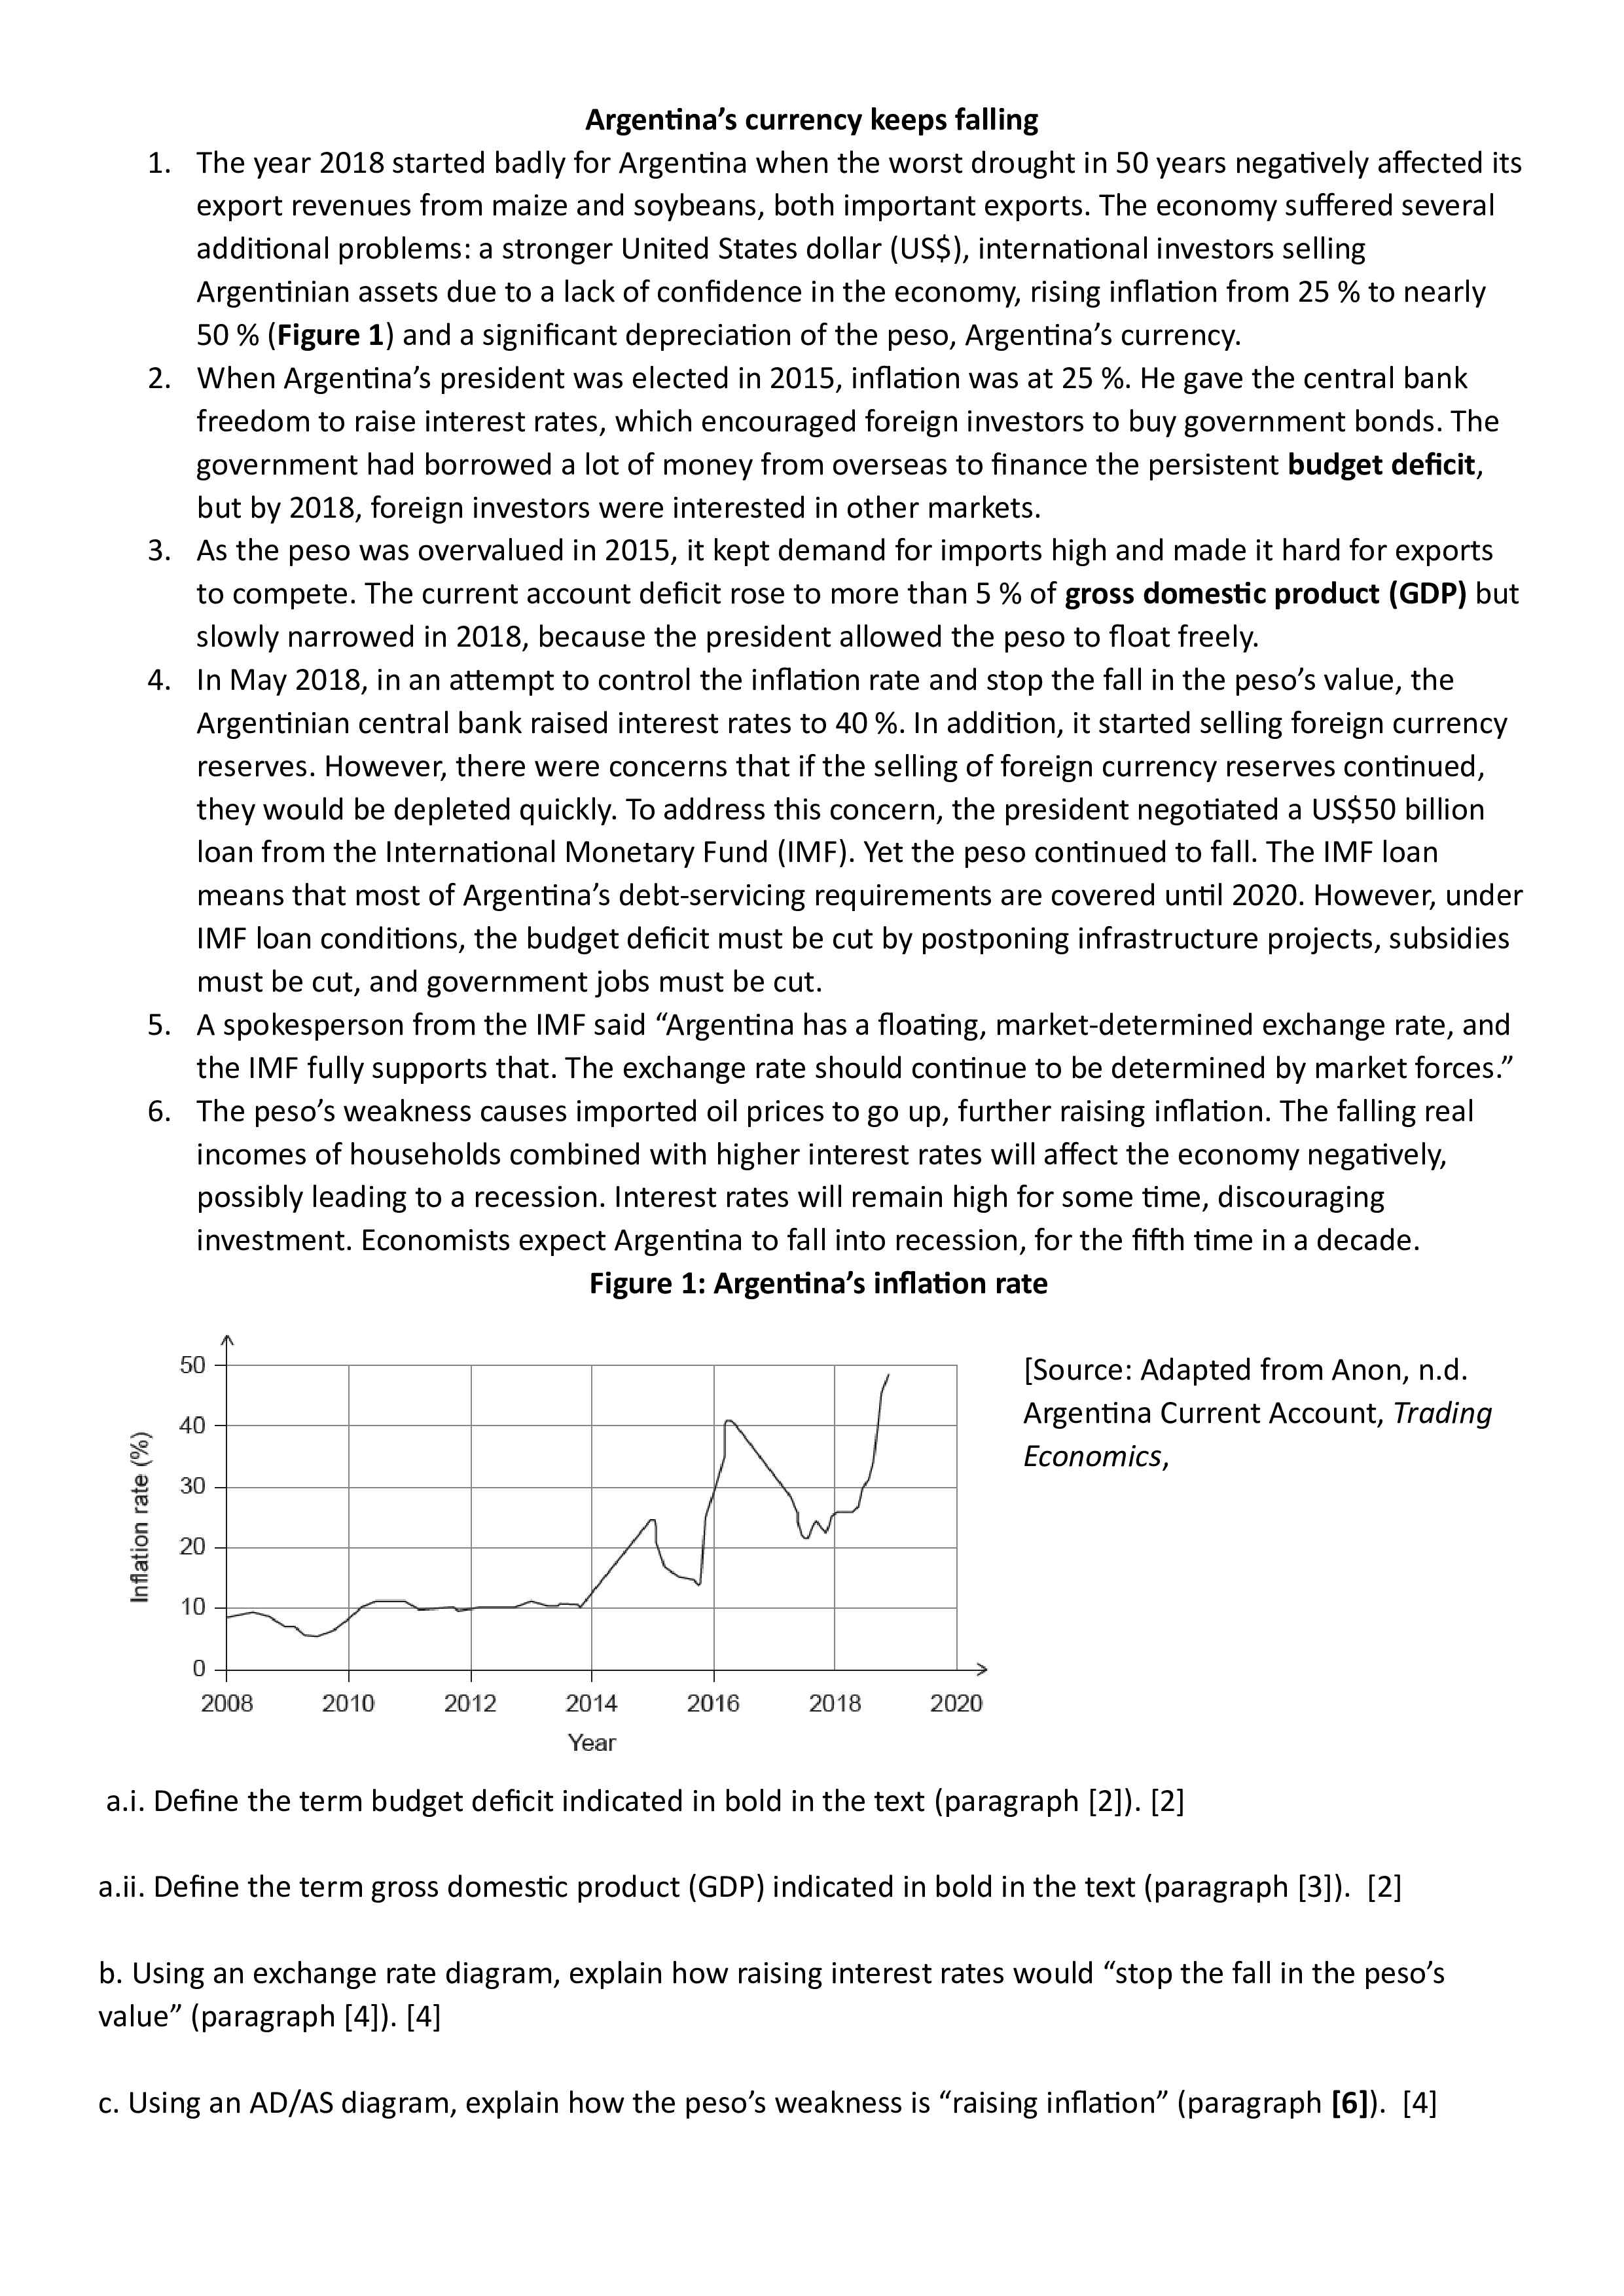 Argentina's currency keeps falling
1. The year 2018 started badly for Argentina when the worst drought in 50 years negatively affected its
export revenues from maize and soybeans, both important exports. The economy suffered several
additional problems: a stronger United States dollar (US$), international investors selling
Argentinian assets due to a lack of confidence in the economy, rising inflation from 25 % to nearly
50 % (Figure 1) and a significant depreciation of the peso, Argentina's currency.
2. When Argentina's president was elected in 2015, inflation was at 25 %. He gave the central bank
freedom to raise interest rates, which encouraged foreign investors to buy government bonds. The
government had borrowed a lot of money from overseas to finance the persistent budget deficit,
but by 2018, foreign investors were interested in other markets.
3. As the peso was overvalued in 2015, it kept demand for imports high and made it hard for exports
to compete. The current account deficit rose to more than 5 % of gross domestic product (GDP) but
slowly narrowed in 2018, because the president allowed the peso to float freely.
4. In May 2018, in an attempt to control the inflation rate and stop the fall in the peso's value, the
Argentinian central bank raised interest rates to 40 %. In addition, it started selling foreign currency
reserves. However, there were concerns that if the selling of foreign currency reserves continued,
they would be depleted quickly. To address this concern, the president negotiated a US$50 billion
loan from the International Monetary Fund (IMF). Yet the peso continued to fall. The IMF loan
means that most of Argentina's debt-servicing requirements are covered until 2020. However, under
IMF loan conditions, the budget deficit must be cut by postponing infrastructure projects, subsidies
must be cut, and government jobs must be cut.
5. A spokesperson from the IMF said “Argentina has a floating, market-determined exchange rate, and
the IMF fully supports that. The exchange rate should continue to be determined by market forces.”
6. The peso's weakness causes imported oil prices to go up, further raising inflation. The falling real
incomes of households combined with higher interest rates will affect the economy negatively,
possibly leading to a recession. Interest rates will remain high for some time, discouraging
investment. Economists expect Argentina to fall into recession, for the fifth time in a decade.
Figure 1: Argentina's inflation rate
50
40
30
20
10
0
Inflation rate (%)
2008 2010 2012 2014 2016 2018 2020
Year
[Source: Adapted from Anon, n.d.
Argentina Current Account, Trading
Economics,
a.i. Define the term budget deficit indicated in bold in the text (paragraph [2]). [2]
a.ii. Define the term gross domestic product (GDP) indicated in bold in the text (paragraph [3]). [2]
b. Using an exchange rate diagram, explain how raising interest rates would “stop the fall in the peso's
value” (paragraph [4]). [4]
c. Using an AD/AS diagram, explain how the peso's weakness is “raising inflation” (paragraph [6]). [4]